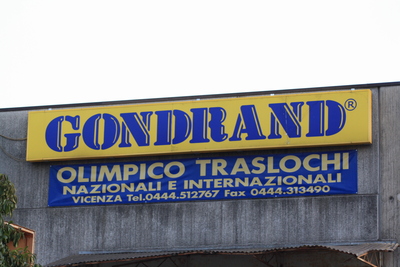 GONDRAND®
OLIMPICO TRASLOCHI
NAZIONALI E INTERNAZIONALI
VICENZA Tel.0444.512767 Fax 0444.313490